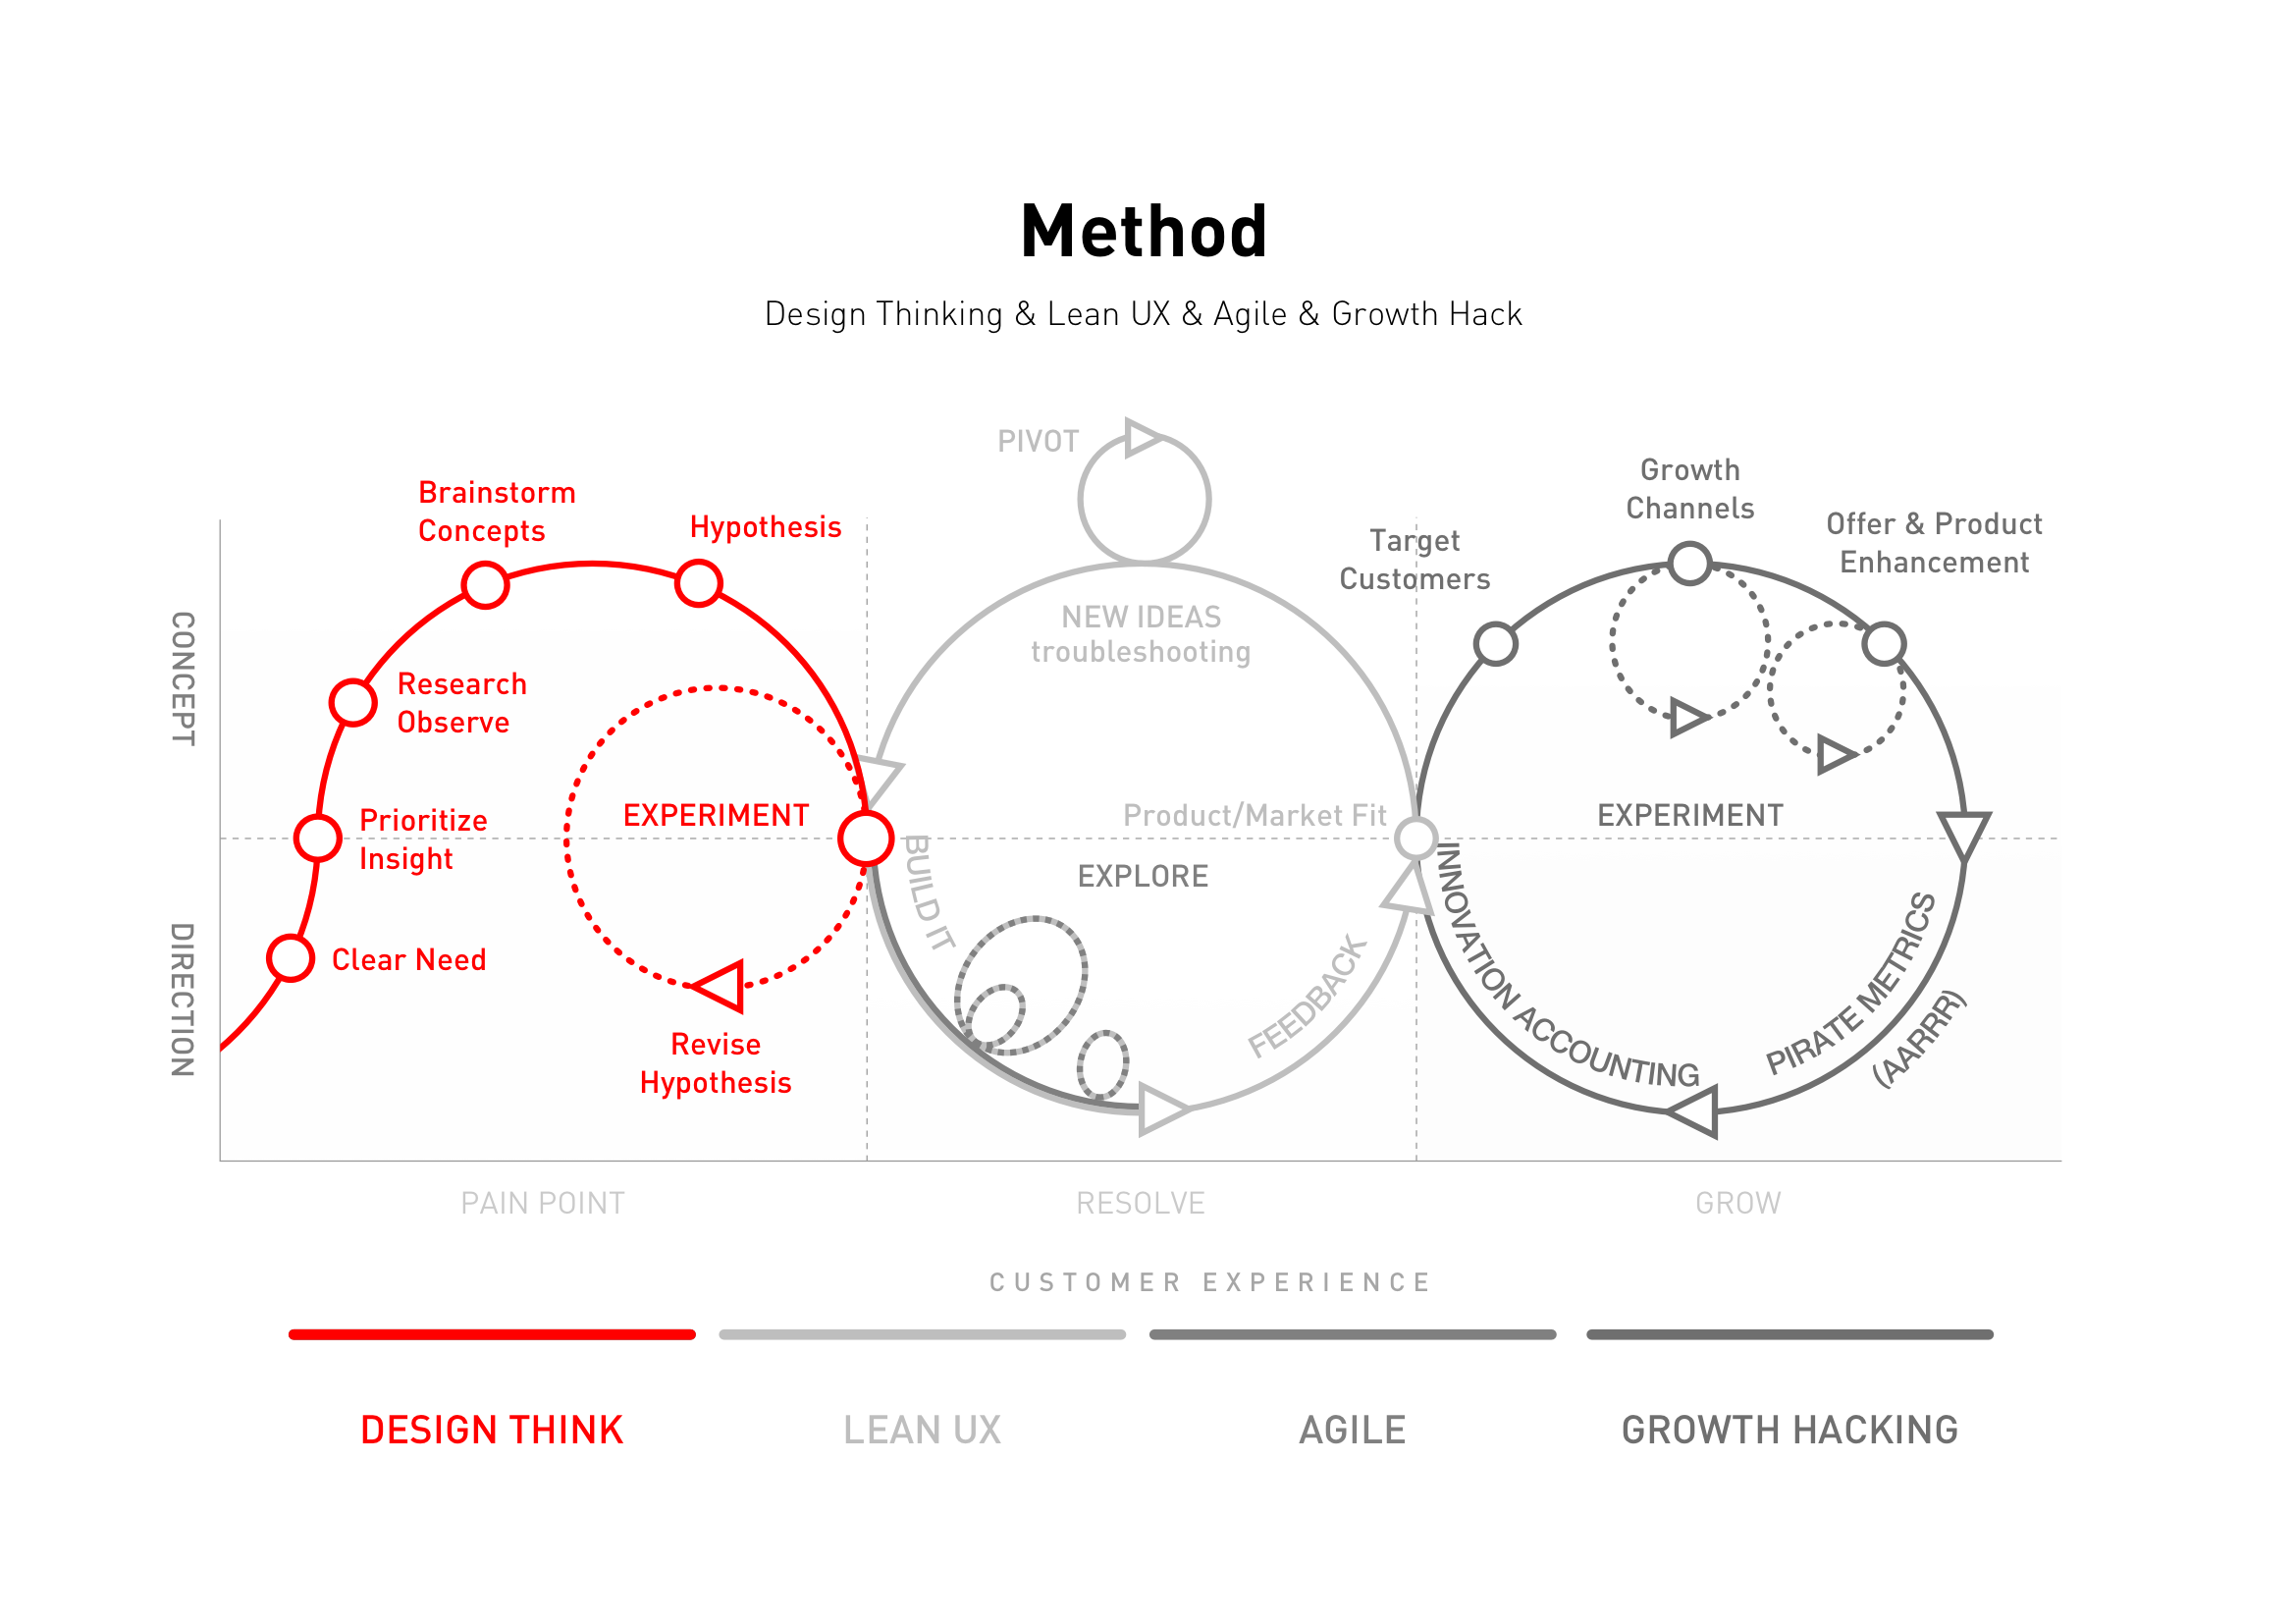 Method
Design Thinking & Lean UX & Agile & Growth Hack
PIVOT
Brainstorm
Concepts
Hypothesis
Research
Observe
Prioritize
Insight
Clear Need
EXPERIMENT
Revise
Hypothesis
CONCEPT
DIRECTION
NEW IDEAS
troubleshooting
Product/Market Fit
EXPLORE
BUILD IT
FEEDBACK
Target
Customers
Growth
Channels
Offer & Product
Enhancement
EXPERIMENT
INNOVATION ACCOUNTING
PIRATE METRICS
(AARRR)
PAIN POINT
RESOLVE
GROW
CUSTOMER EXPERIENCE
DESIGN THINK
LEAN UX
AGILE
GROWTH HACKING